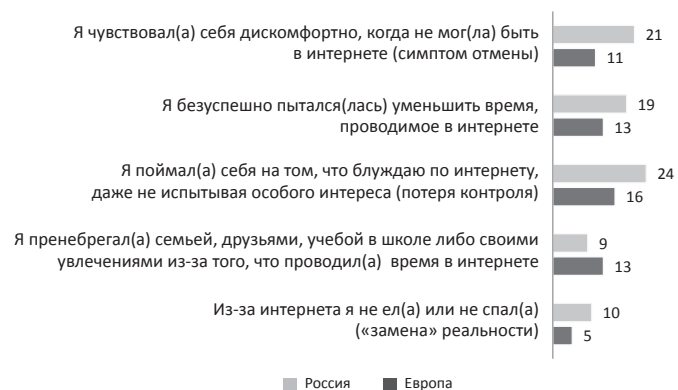 Я чувствовал(а) себя дискомфортно, когда не мог(ла) быть
в интернете (симптом отмены)
21
11
Я безуспешно пытался(лась) уменьшить время,
проводимое в интернете
19
13
Я поймал(а) себя на том, что блуждаю по интернету,
даже не испытывая особого интереса (потеря контроля)
24
16
Я пренебрегал(а) семьей, друзьями, учебой в школе либо своими
увлечениями из-за того, что проводил(а) время в интернете
9
13
Из-за интернета я не ел(а) или не спал(а)
(«замена» реальности)
10
5
Россия Европа